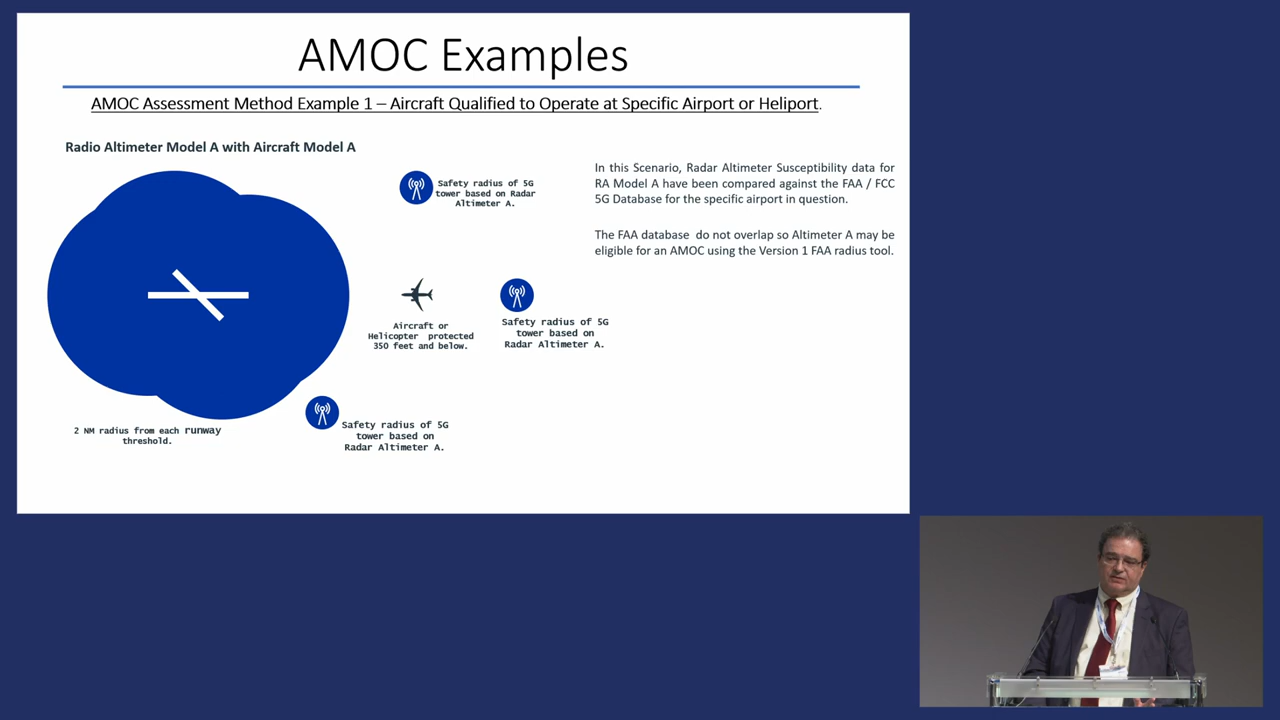 AMOC Examples
AMOC Assessment Method Example 1 – Aircraft Qualified to Operate at Specific Airport or Heliport.
Radio Altimeter Model A with Aircraft Model A
Safety radius of 5G
tower based on Radar
Altimeter A.
In this Scenario, Radar Altimeter Susceptibility data for
RA Model A have been compared against the FAA / FCC
5G Database for the specific airport in question.
The FAA database do not overlap so Altimeter A may be
eligible for an AMOC using the Version 1 FAA radius tool.
Aircraft or
Helicopter protected
350 feet and below.
Safety radius of 5G
tower based on
Radar Altimeter A.
2 NM radius from each runway
threshold.
Safety radius of 5G
tower based on
Radar Altimeter A.